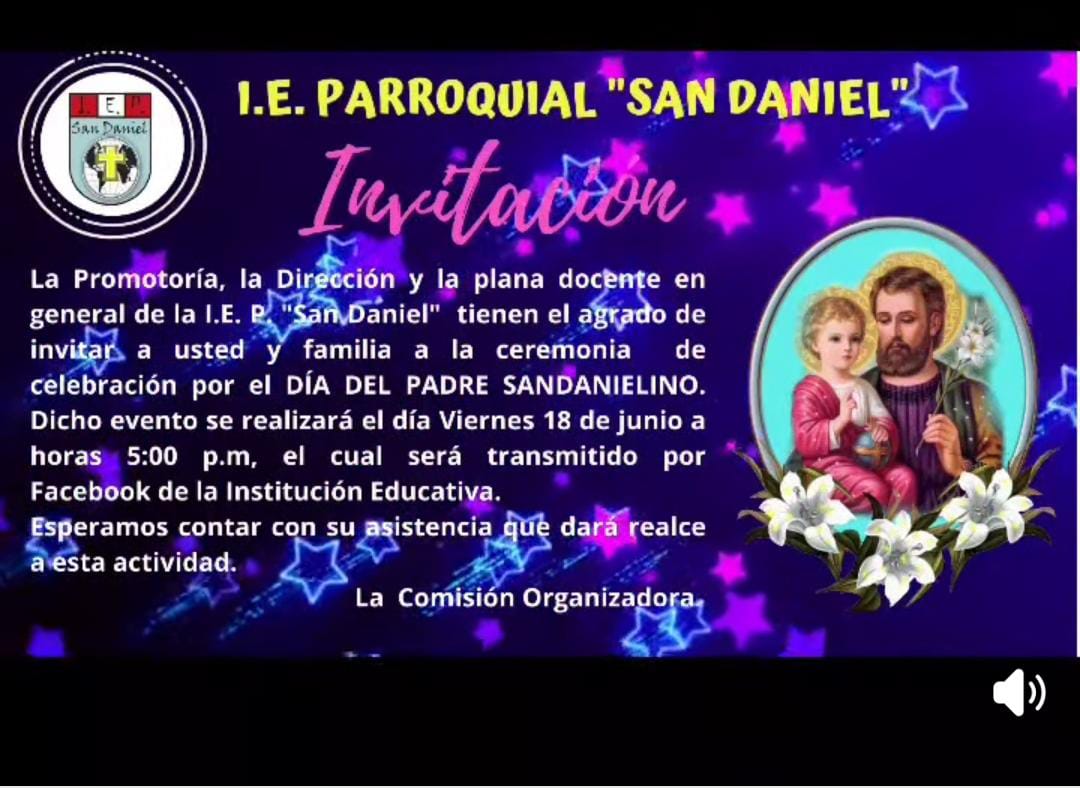 I. E. P.
San Daniel
I.E. PARROQUIAL "SAN DANIEL"
Invitación
La Promotoría, la Dirección y la plana docente en
general de la I.E. P. "San Daniel" tienen el agrado de
invitar a usted y familia a la ceremonia de
celebración por el DÍA DEL PADRE SANDANIELINO.
Dicho evento se realizará el día Viernes 18 de junio a
horas 5:00 p.m, el cual será transmitido por
Facebook de la Institución Educativa.
Esperamos contar con su asistencia que dará realce
a esta actividad.
La Comisión Organizadora.